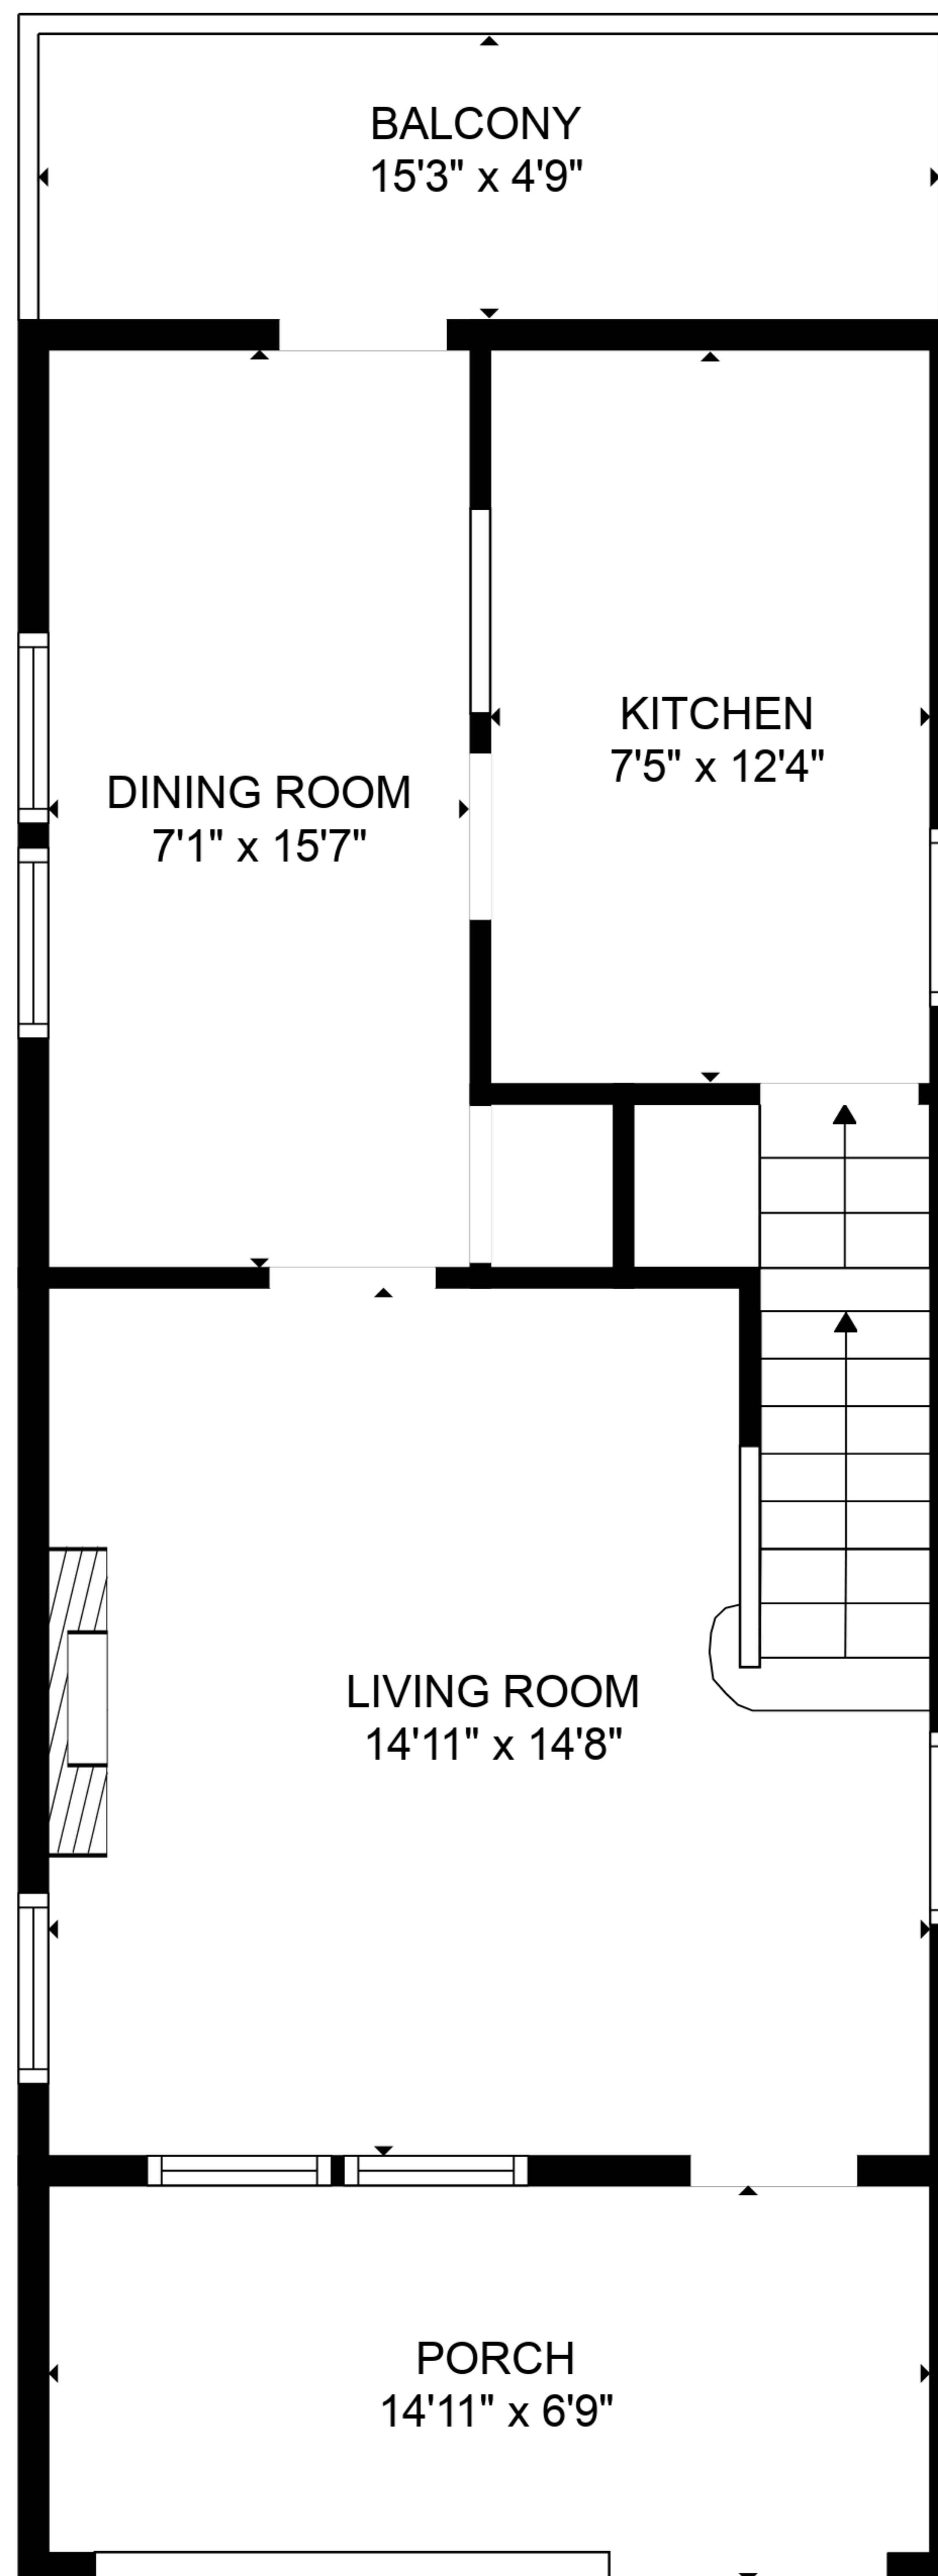 BALCONY
15'3" x 4'9"
KITCHEN
7'5" x 12'4"
DINING ROOM
7'1" x 15'7"
LIVING ROOM
14'11" x 14'8"
PORCH
14'11" x 6'9"